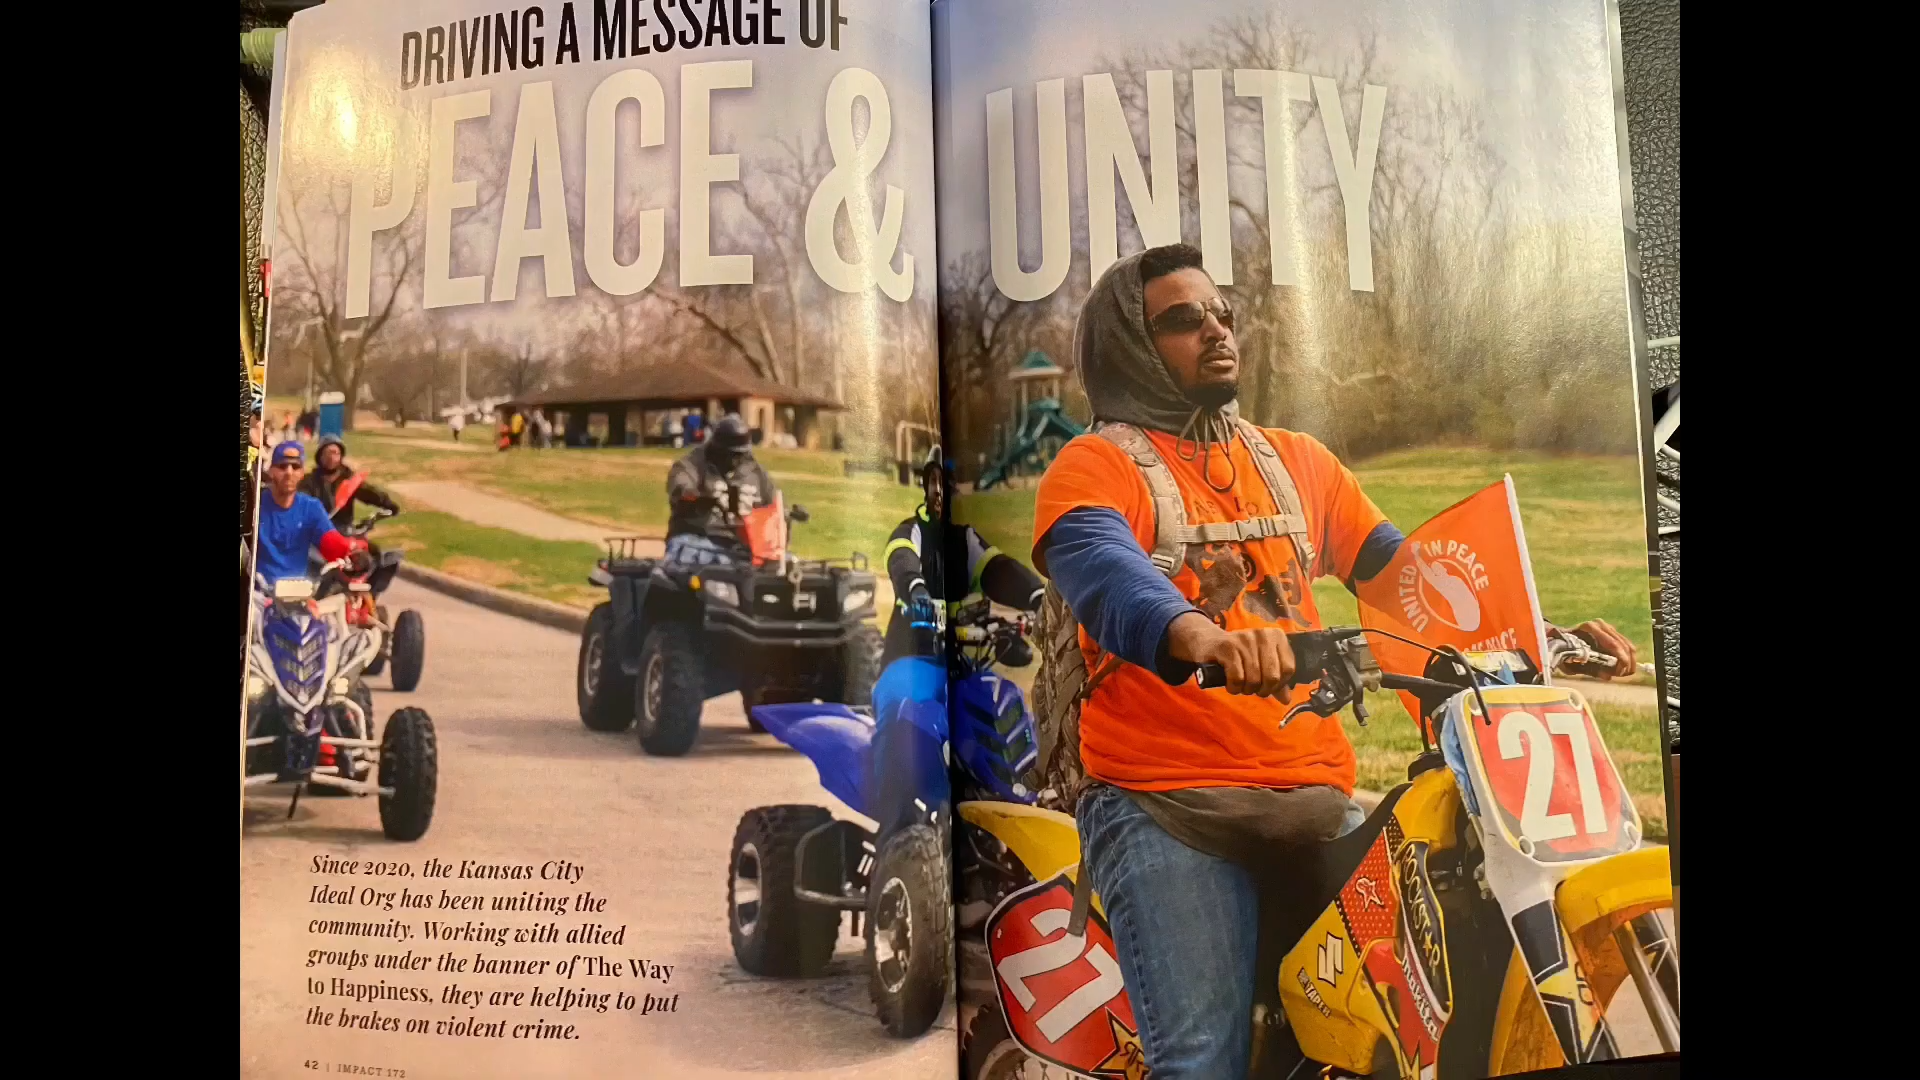 DRIVING A MESSAGE OF
PEACE & UNITY
UNITED IN PEACE
27
27
ROCKSTAR
makita
Since 2020, the Kansas City
Ideal Org has been uniting the
community. Working with allied
groups under the banner of The Way
to Happiness, they are helping to put
the brakes on violent crime.
42 | IMPACT 172